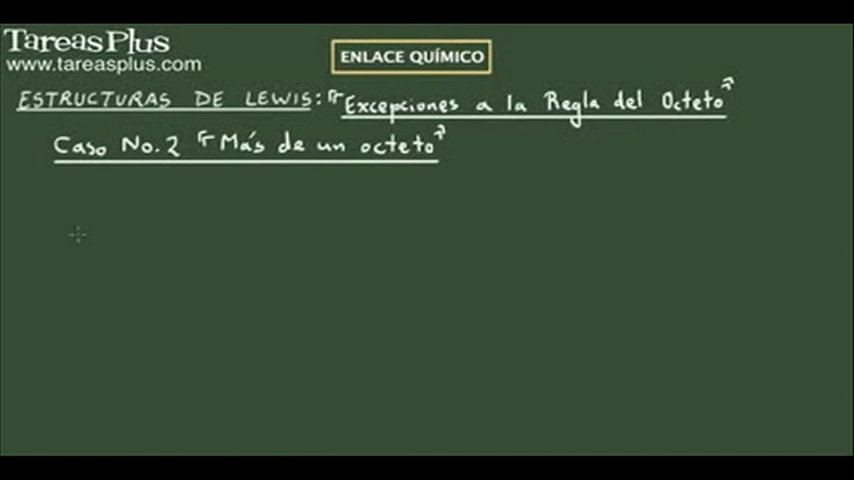 TareasPlus
www.tareasplus.com
ENLACE QUÍMICO
ESTRUCTURAS DE LEWIS: "Excepciones a la Regla del Octeto"
Caso No. 2 "Más de un octeto"